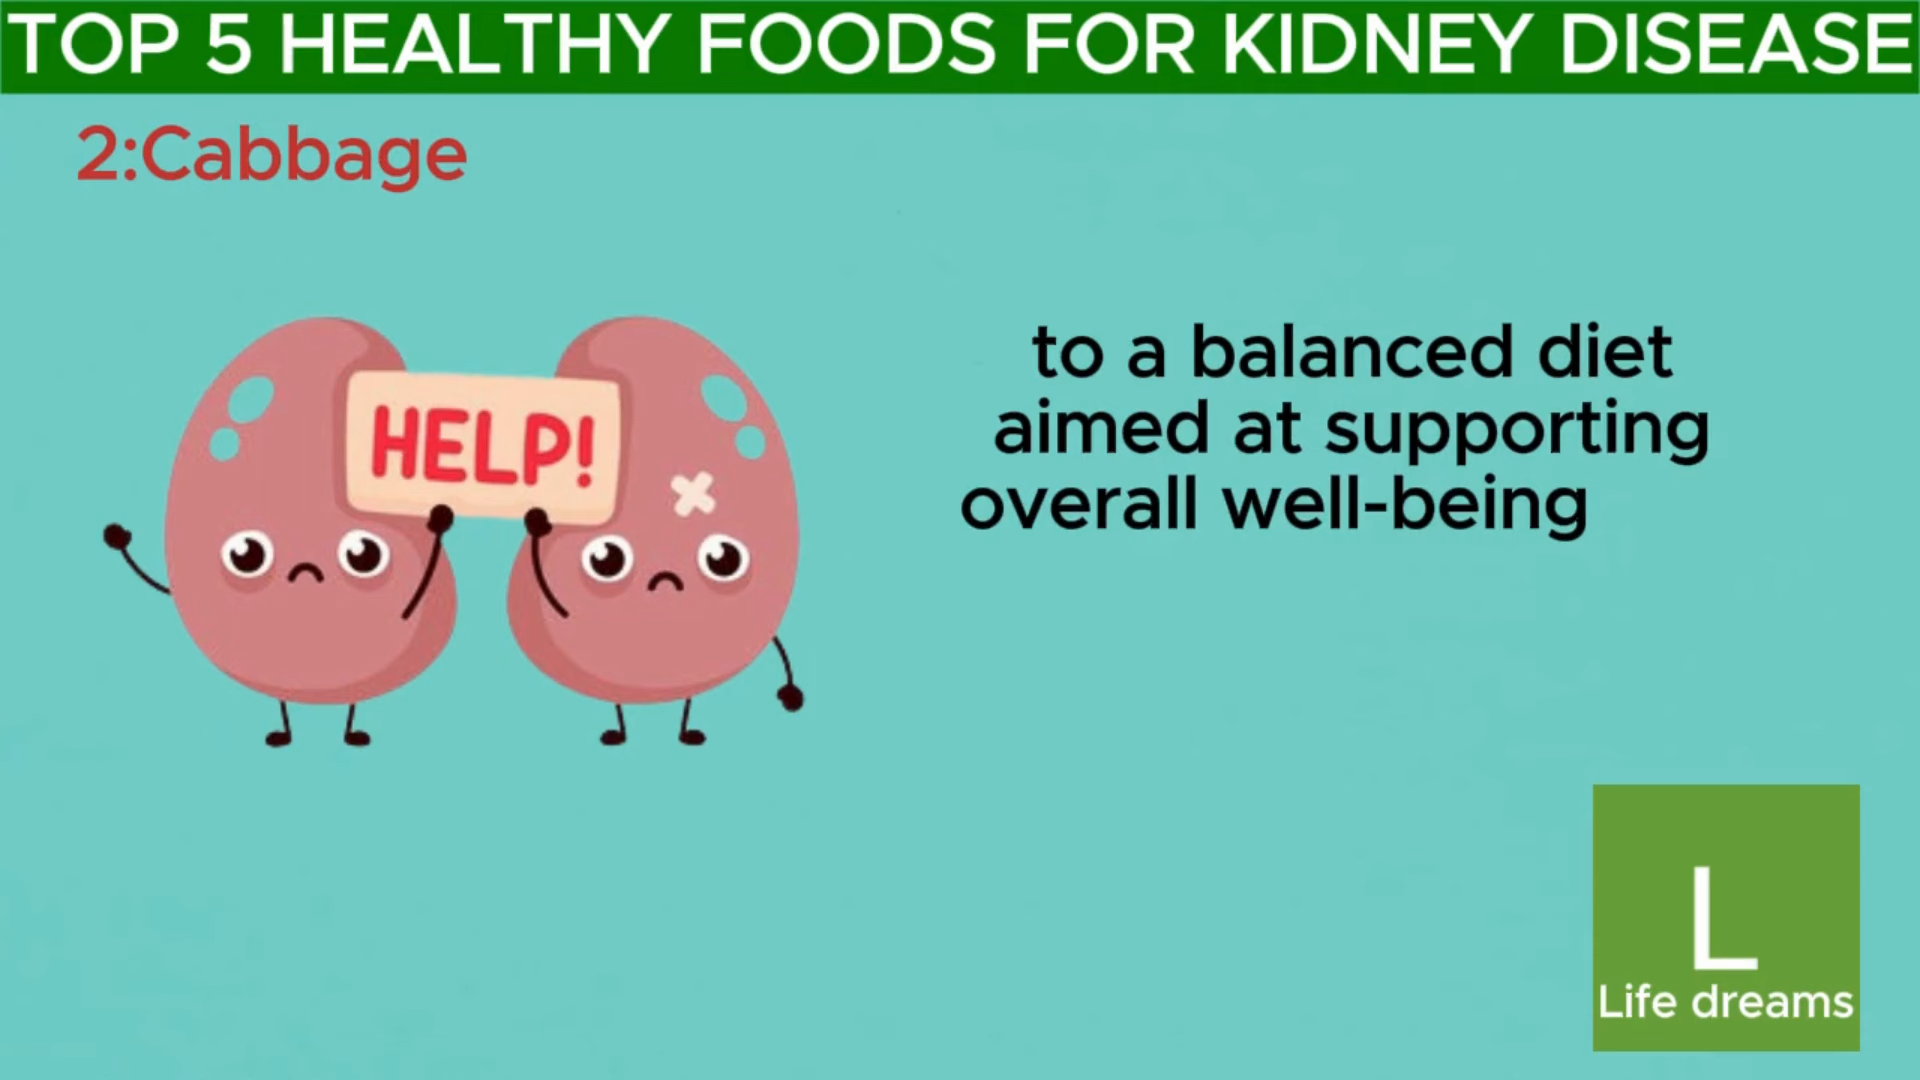 TOP 5 HEALTHY FOODS FOR KIDNEY DISEASE
2:Cabbage
HELP!
to a balanced diet
aimed at supporting
overall well-being
L
Life dreams